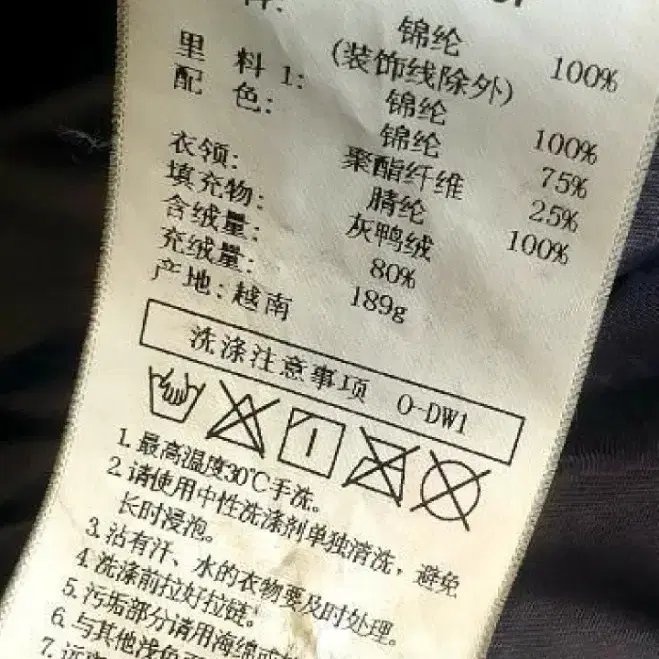 锦纶 100%
(装饰线除外)
里 料1: 锦纶 100%
配 色: 锦纶 75%
聚酯纤维 25%
衣领: 腈纶 100%
填充物: 灰鸭绒
含绒量: 80%
充绒量: 189g
产地:越南
洗涤注意事项 O-DW1
1.最高温度30℃手洗。
2.请使用中性洗涤剂单独清洗，避免
长时浸泡。
3.沾有汗、水的衣物要及时处理。
4.洗涤前拉好拉链。
5.污垢部分请用海绵或
6.与其他浅色
7.